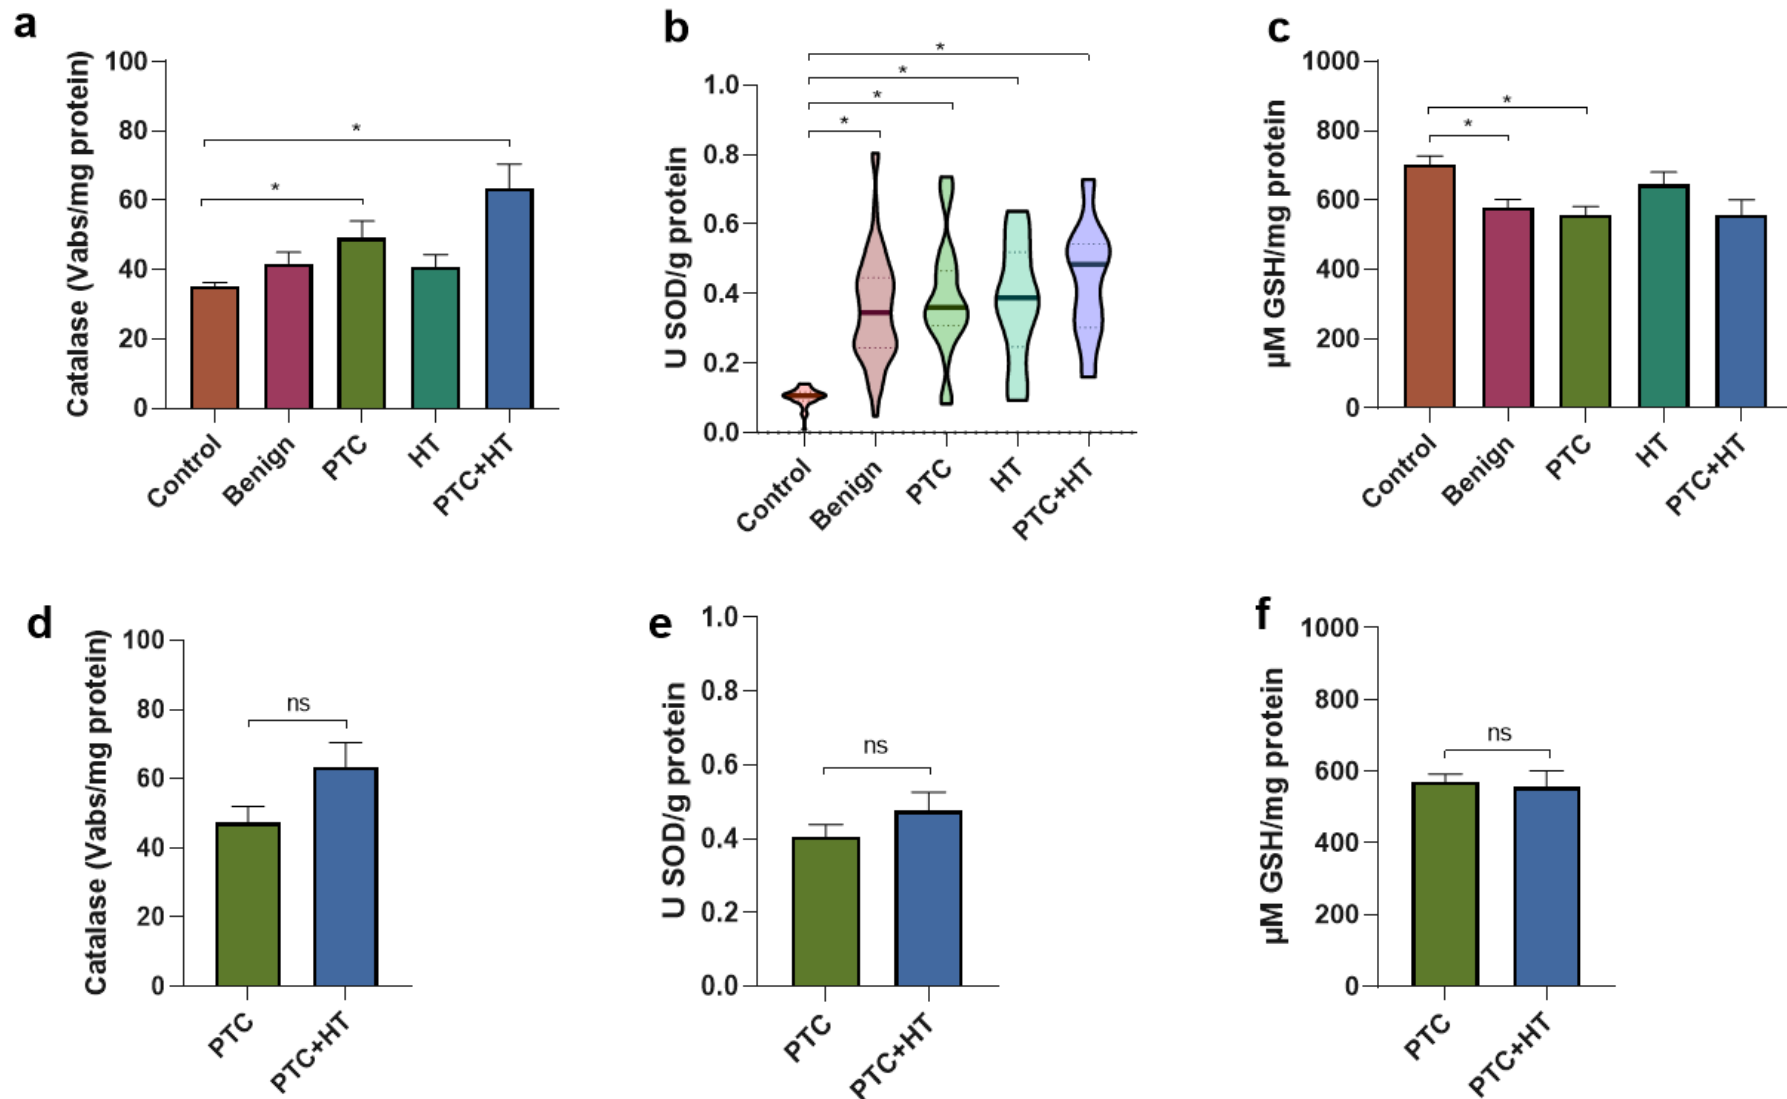 a
Catalase (Vabs/mg protein)
100
80
60
40
20
0
*
*
Control
Benign
PTC
HT
PTC+HT
b
U SOD/g protein
1.0
0.8
0.6
0.4
0.2
0.0
*
*
*
*
Control
Benign
PTC
HT
PTC+HT
c
µM GSH/mg protein
1000
800
600
400
200
0
*
*
Control
Benign
PTC
HT
PTC+HT
d
Catalase (Vabs/mg protein)
100
80
60
40
20
0
ns
PTC
PTC+HT
e
U SOD/g protein
1.0
0.8
0.6
0.4
0.2
0.0
ns
PTC
PTC+HT
f
µM GSH/mg protein
1000
800
600
400
200
0
ns
PTC
PTC+HT